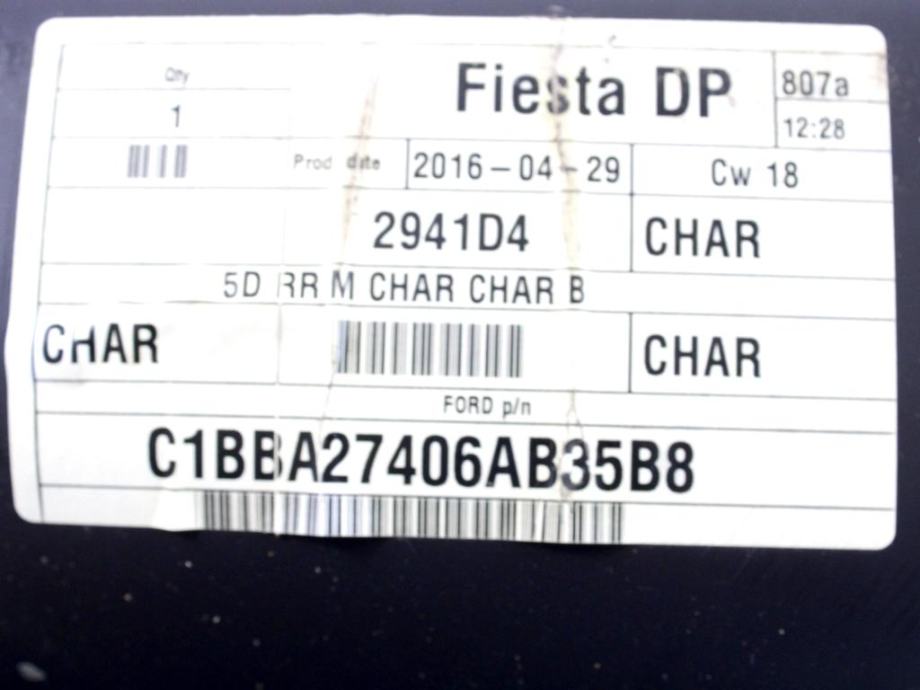 Qty
Fiesta DP
807a
1
12:28
Prod date
2016-04-29
Cw 18
2941D4
CHAR
5D RR M CHAR CHAR B
CHAR
CHAR
FORD p/n
C1BBA27406AB35B8